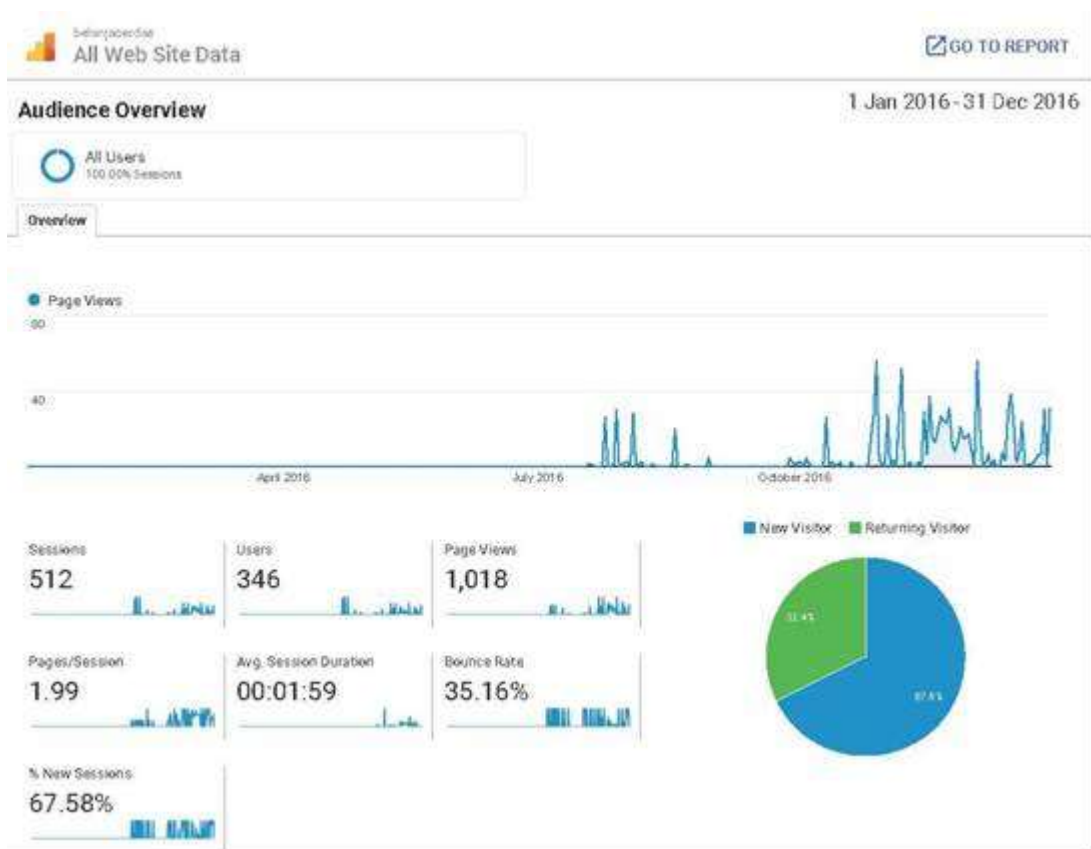 All Web Site Data
GO TO REPORT
Audience Overview
1 Jan 2016 - 31 Dec 2016
All Users
100.00% Sessions
Overview
Page Views
80
40
April 2016
July 2016
October 2016
New Visitor
Returning Visitor
Sessions
512
Users
346
Page Views
1,018
Pages/Session
1.99
Avg. Session Duration
00:01:59
Bounce Rate
35.16%
% New Sessions
67.58%